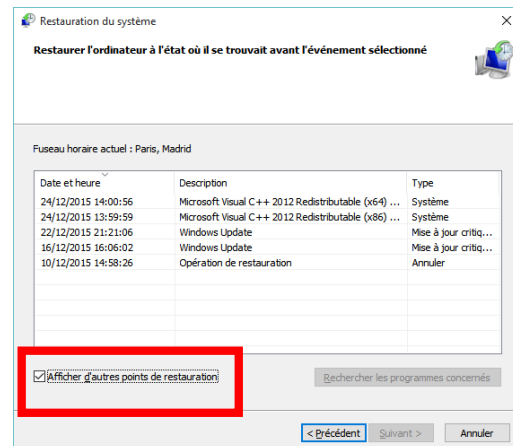 Restauration du système
Restaurer l'ordinateur à l'état où il se trouvait avant l'événement sélectionné
Fuseau horaire actuel : Paris, Madrid
Date et heure Description Type
24/12/2015 14:00:56 Microsoft Visual C++ 2012 Redistributable (x64) ... Système
24/12/2015 13:59:59 Microsoft Visual C++ 2012 Redistributable (x86) ... Système
22/12/2015 21:21:06 Windows Update Mise à jour critiq...
16/12/2015 16:06:02 Windows Update Mise à jour critiq...
10/12/2015 14:58:26 Opération de restauration Annuler
Afficher d'autres points de restauration Rechercher les programmes concernés
< Précédent Suivant > Annuler